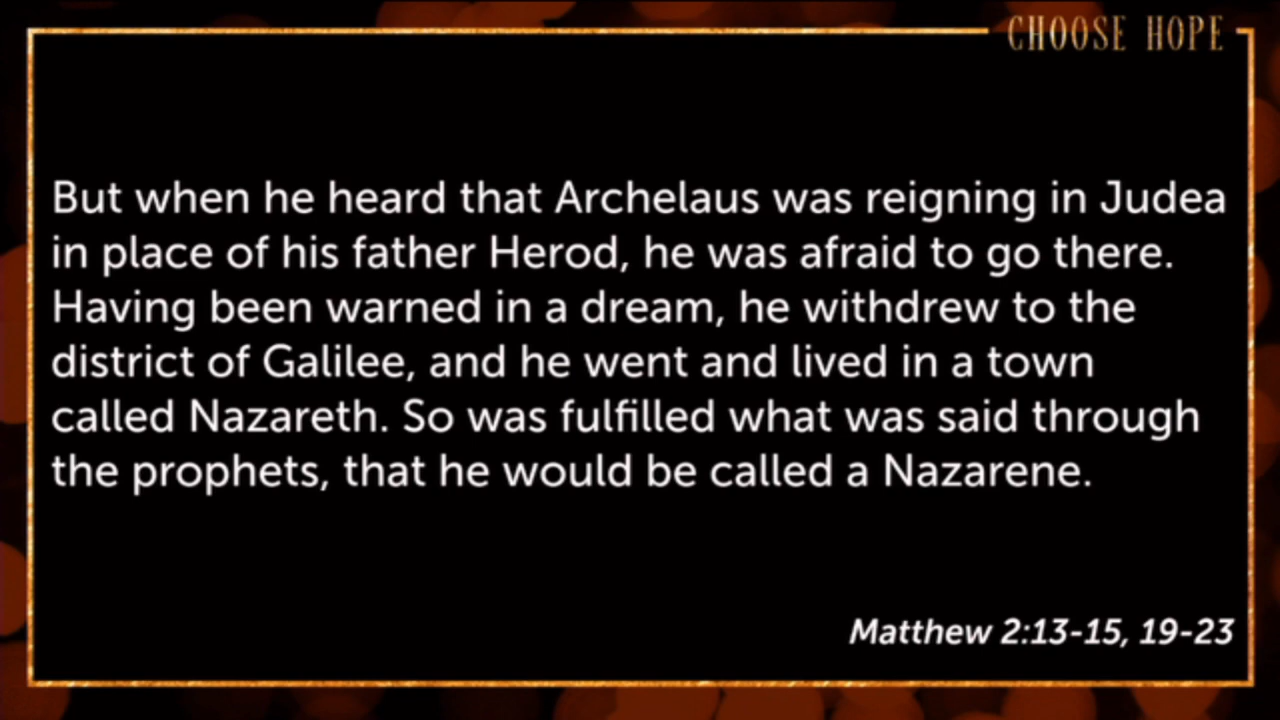 CHOOSE HOPE
But when he heard that Archelaus was reigning in Judea
in place of his father Herod, he was afraid to go there.
Having been warned in a dream, he withdrew to the
district of Galilee, and he went and lived in a town
called Nazareth. So was fulfilled what was said through
the prophets, that he would be called a Nazarene.
Matthew 2:13-15, 19-23